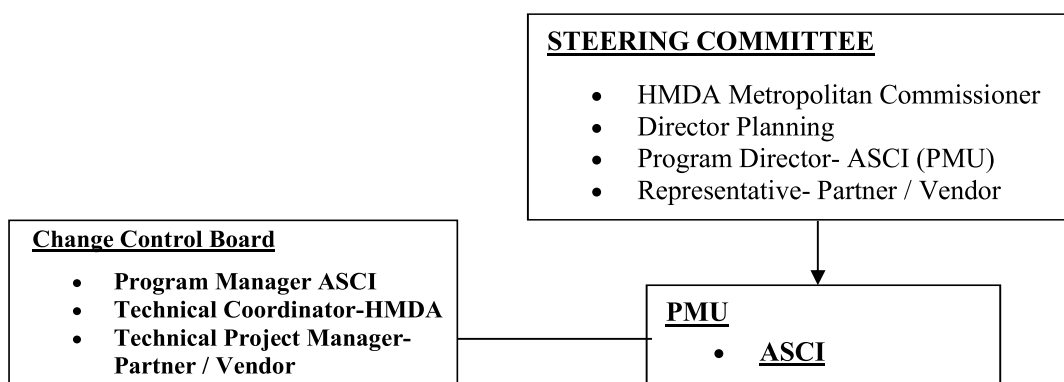 STEERING COMMITTEE
• HMDA Metropolitan Commissioner
• Director Planning
• Program Director- ASCI (PMU)
• Representative- Partner / Vendor
Change Control Board
• Program Manager ASCI
• Technical Coordinator-HMDA
• Technical Project Manager-
Partner / Vendor
PMU
• ASCI